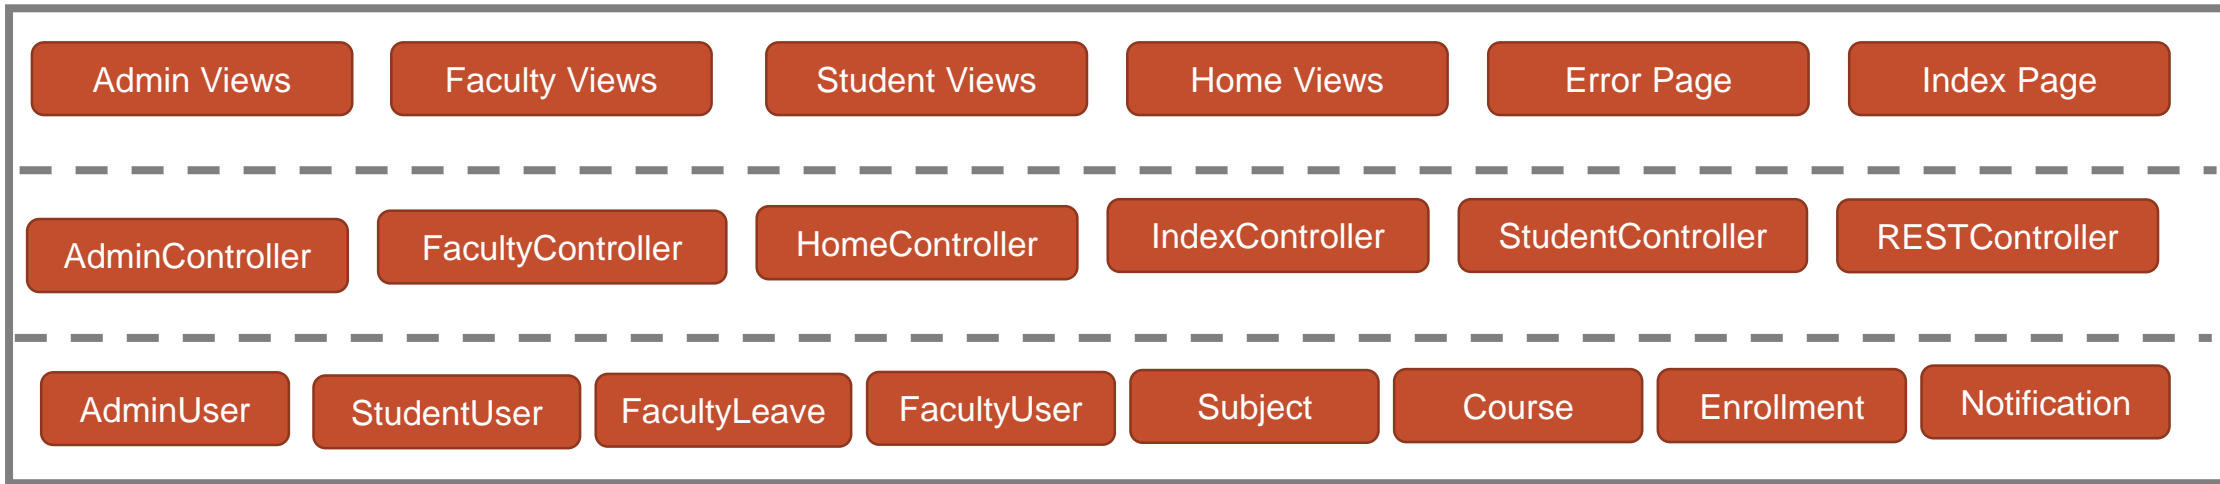 Admin Views
Faculty Views
Student Views
Home Views
Error Page
Index Page
AdminController
FacultyController
HomeController
IndexController
StudentController
RESTController
AdminUser
StudentUser
FacultyLeave
FacultyUser
Subject
Course
Enrollment
Notification